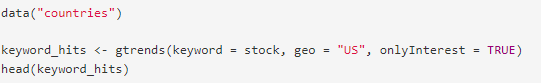 data("countries")
keyword_hits <- gtrends(keyword = stock, geo = "US", onlyInterest = TRUE)
head(keyword_hits)